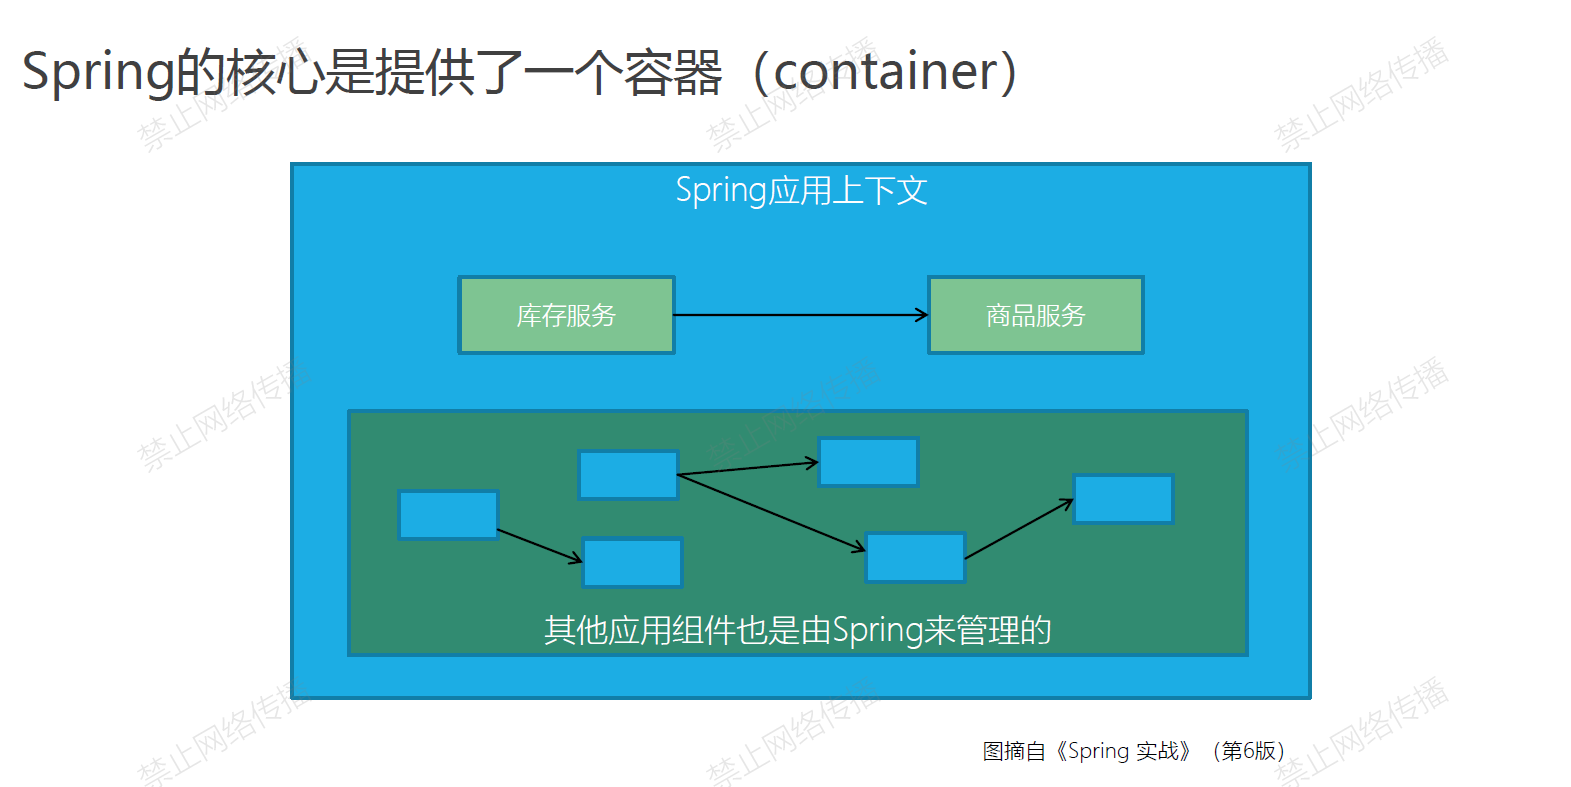 Spring的核心是提供了一个容器（container）
Spring应用上下文
库存服务
商品服务
其他应用组件也是由Spring来管理的
图摘自《Spring 实战》（第6版）
禁止网络传播
禁止网络传播
禁止网络传播
禁止网络传播
禁止网络传播
禁止网络传播
禁止网络传播
禁止网络传播
禁止网络传播